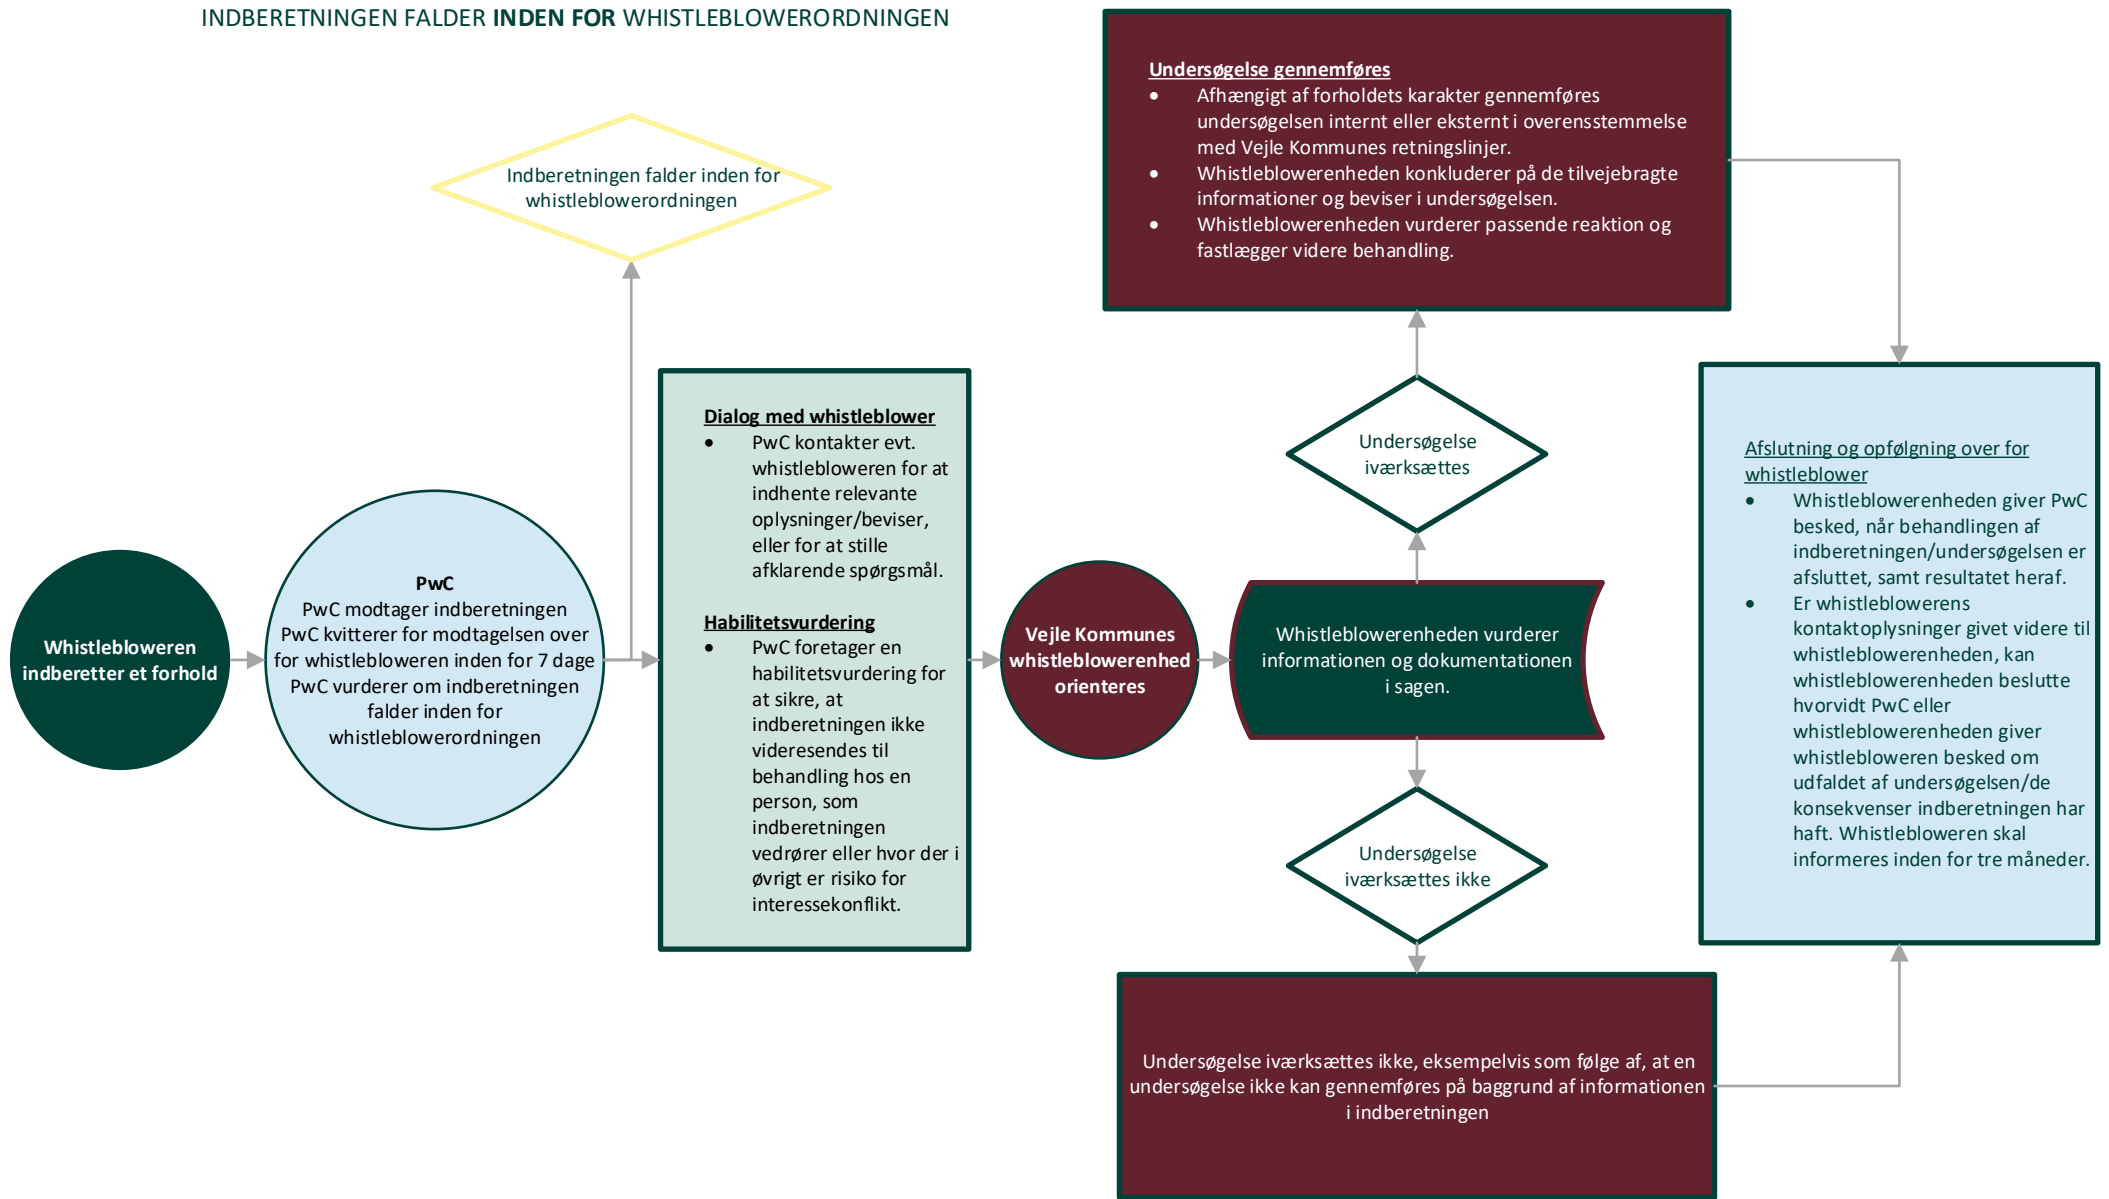 INDBERETNINGEN FALDER INDEN FOR WHISTLEBLOWERORDNINGEN
Indberetningen falder inden for
whistleblowerordningen
Whistlebloweren
indberetter et forhold
PwC
PwC modtager indberetningen
PwC kvitterer for modtagelsen over
for whistlebloweren inden for 7 dage
PwC vurderer om indberetningen
falder inden for
whistleblowerordningen
Dialog med whistleblower
• PwC kontakter evt.
whistlebloweren for at
indhente relevante
oplysninger/beviser,
eller for at stille
afklarende spørgsmål.
Habilitetsvurdering
• PwC foretager en
habilitetsvurdering for
at sikre, at
indberetningen ikke
videresendes til
behandling hos en
person, som
indberetningen
vedrører eller hvor der i
øvrigt er risiko for
interessekonflikt.
Vejle Kommunes
whistleblowerenhed
orienteres
Whistleblowerenheden vurderer
informationen og dokumentationen
i sagen.
Undersøgelse
iværksættes
Undersøgelse gennemføres
• Afhængigt af forholdets karakter gennemføres
undersøgelsen internt eller eksternt i overensstemmelse
med Vejle Kommunes retningslinjer.
• Whistleblowerenheden konkluderer på de tilvejebragte
informationer og beviser i undersøgelsen.
• Whistleblowerenheden vurderer passende reaktion og
fastlægger videre behandling.
Undersøgelse
iværksættes ikke
Undersøgelse iværksættes ikke, eksempelvis som følge af, at en
undersøgelse ikke kan gennemføres på baggrund af informationen
i indberetningen
Afslutning og opfølgning over for
whistleblower
• Whistleblowerenheden giver PwC
besked, når behandlingen af
indberetningen/undersøgelsen er
afsluttet, samt resultatet heraf.
• Er whistleblowerens
kontaktoplysninger givet videre til
whistleblowerenheden, kan
whistleblowerenheden beslutte
hvorvidt PwC eller
whistleblowerenheden giver
whistlebloweren besked om
udfaldet af undersøgelsen/de
konsekvenser indberetningen har
haft. Whistlebloweren skal
informeres inden for tre måneder.